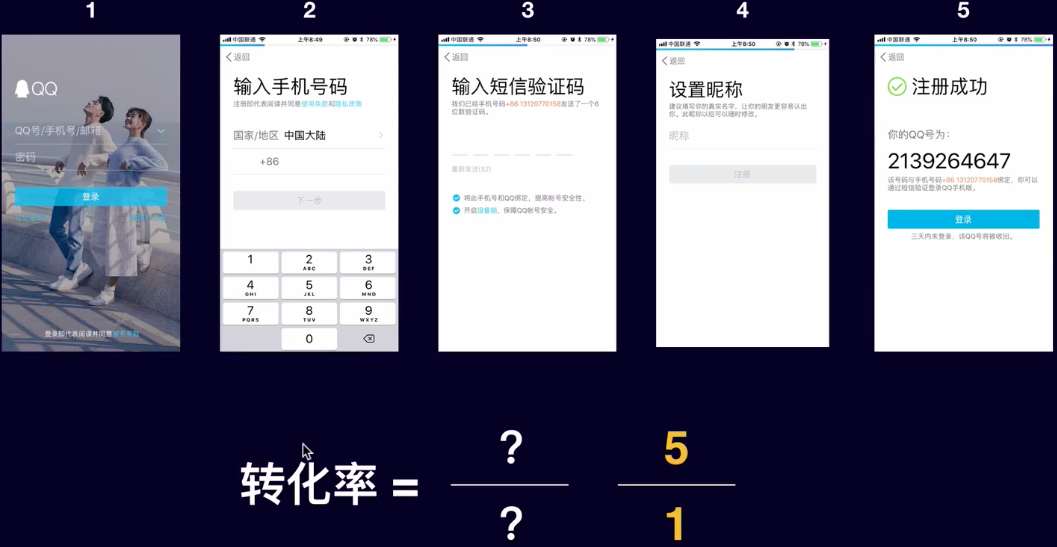 1
2
3
4
5
QQ
QQ号/手机号/邮箱
密码
登录
登录即代表阅读并同意服务条款
中国联通
上午8:49
78%
返回
输入手机号码
注册即代表阅读并同意使用条款和隐私政策
国家/地区 中国大陆
+86
下一步
1
2 ABC
3 DEF
4 GHI
5 JKL
6 MNO
7 PQRS
8 TUV
9 WXYZ
0
中国联通
上午8:50
78%
返回
输入短信验证码
我们已给手机号码+86 13120770158发送了一个6
位数验证码。
重新发送(52)
将此手机号和QQ绑定，提高帐号安全性。
开启设备锁，保障QQ帐号安全。
中国联通
上午8:50
78%
返回
设置昵称
建议填写你的真实名字，让你的朋友更容易认出
你。此昵称以后可以随时修改。
昵称
注册
中国联通
上午8:50
78%
返回
注册成功
你的QQ号为：
2139264647
该号码与手机号码+86 13120770158绑定，你可以
通过短信验证登录QQ手机版。
登录
三天内未登录，该QQ号将被收回。
转化率 =
?
?
5
1